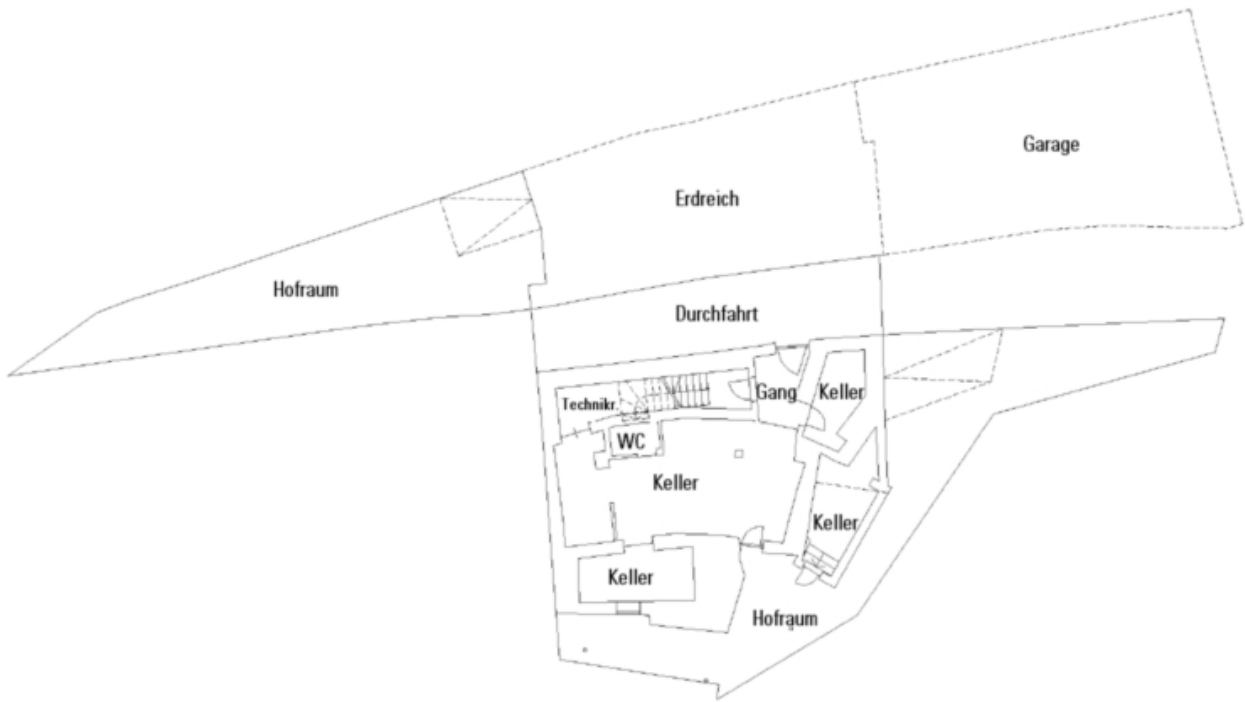 Garage
Erdreich
Hofraum
Durchfahrt
Technikr.
Gang
Keller
WC
Keller
Keller
Keller
Hofraum